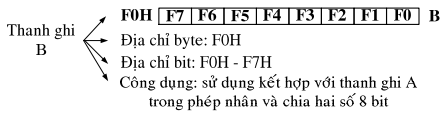 F0H F7 F6 F5 F4 F3 F2 F1 F0 B
Thanh ghi
B
Địa chỉ byte: F0H
Địa chỉ bit: F0H - F7H
Công dụng: sử dụng kết hợp với thanh ghi A
trong phép nhân và chia hai số 8 bit